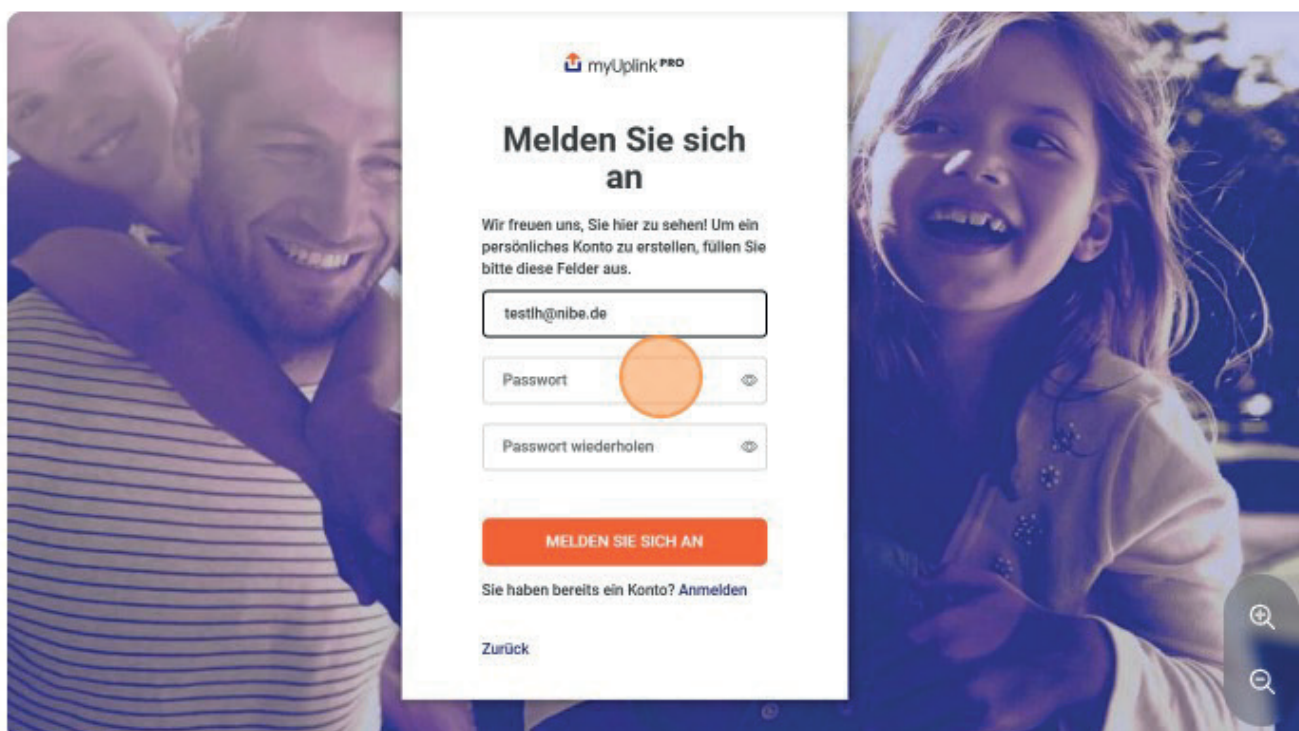 myUplink PRO
Melden Sie sich
an
Wir freuen uns, Sie hier zu sehen! Um ein
persönliches Konto zu erstellen, füllen Sie
bitte diese Felder aus.
testlh@nibe.de
Passwort
Passwort wiederholen
MELDEN SIE SICH AN
Sie haben bereits ein Konto? Anmelden
Zurück